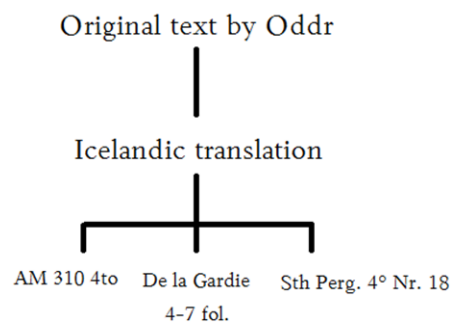 Original text by Oddr
Icelandic translation
AM 310 4to
De la Gardie
4-7 fol.
Sth Perg. 4° Nr. 18